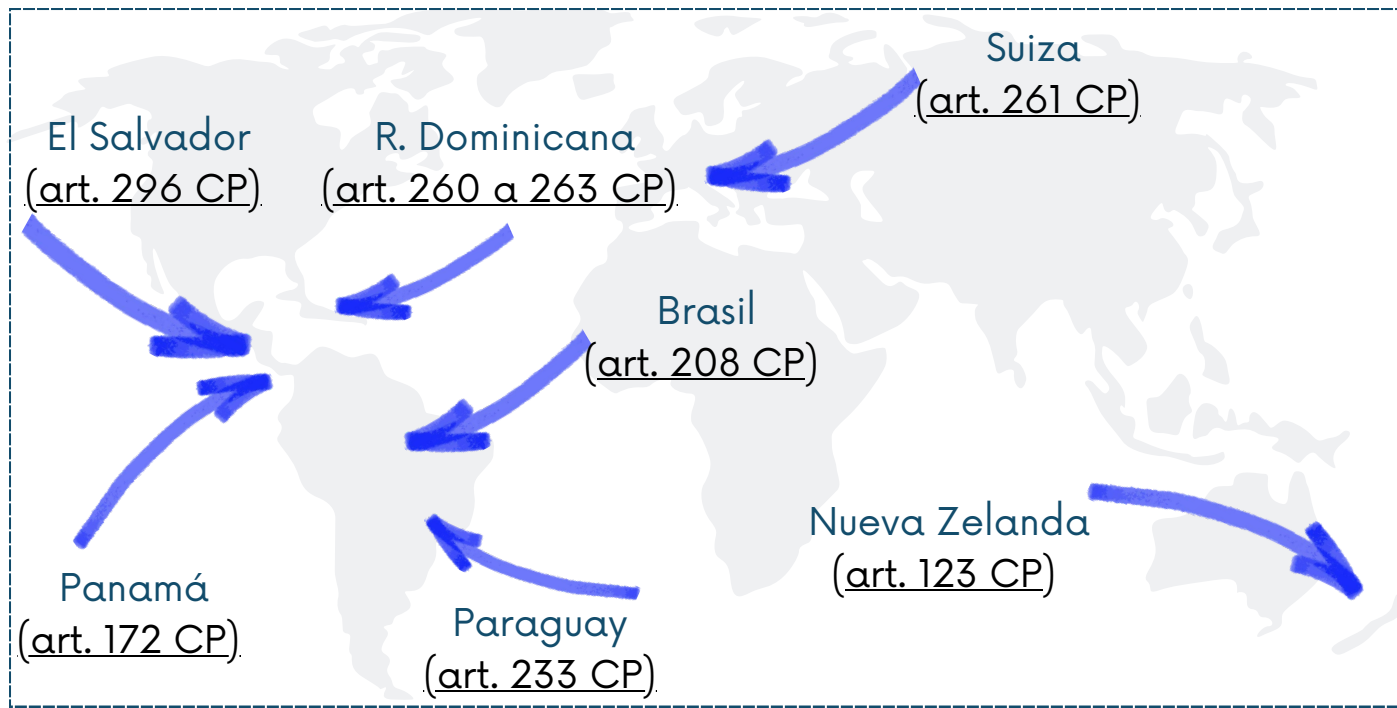 Suiza
(art. 261 CP)
El Salvador
(art. 296 CP)
R. Dominicana
(art. 260 a 263 CP)
Brasil
(art. 208 CP)
Nueva Zelanda
(art. 123 CP)
Panamá
(art. 172 CP)
Paraguay
(art. 233 CP)